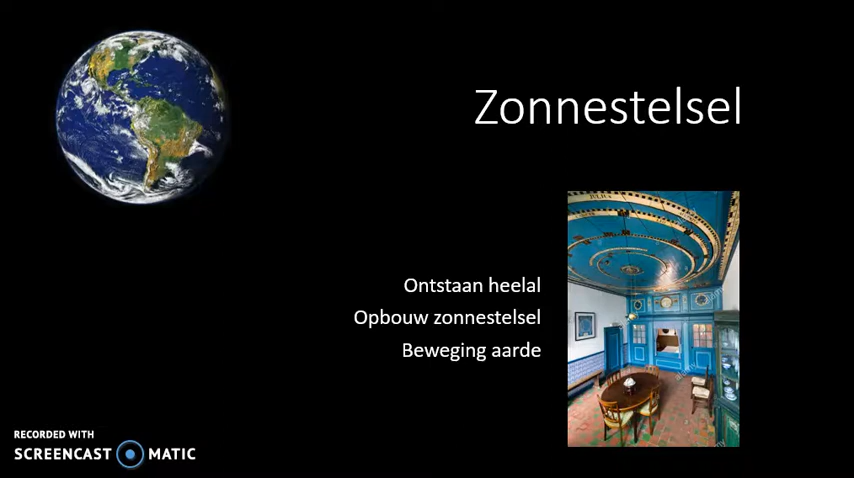 Zonnestelsel
Ontstaan heelal
Opbouw zonnestelsel
Beweging aarde
RECORDED WITH
SCREENCAST MATIC